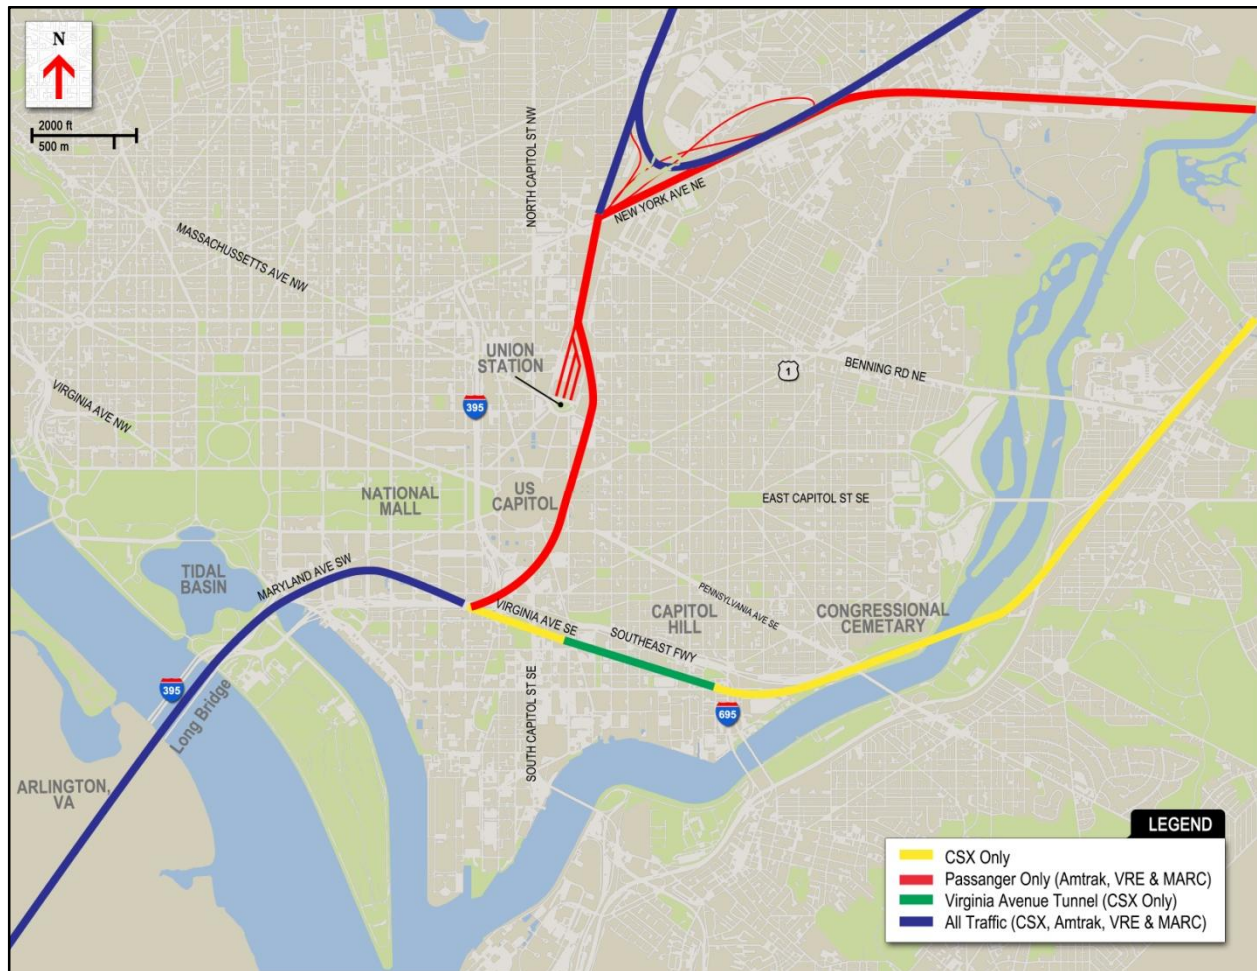 N
2000 ft
500 m
NORTH CAPITOL ST NW
NEW YORK AVE NE
MASSACHUSSETTS AVE NW
UNION
STATION
395
1
BENNING RD NE
VIRGINIA AVE NW
NATIONAL
MALL
US
CAPITOL
EAST CAPITOL ST SE
TIDAL
BASIN
MARYLAND AVE SW
VIRGINIA AVE SE
CAPITOL
HILL
PENNSYLVANIA AVE SE
CONGRESSIONAL
CEMETARY
SOUTHEAST FWY
395
Long Bridge
SOUTH CAPITOL ST SE
695
ARLINGTON,
VA
LEGEND
CSX Only
Passanger Only (Amtrak, VRE & MARC)
Virginia Avenue Tunnel (CSX Only)
All Traffic (CSX, Amtrak, VRE & MARC)